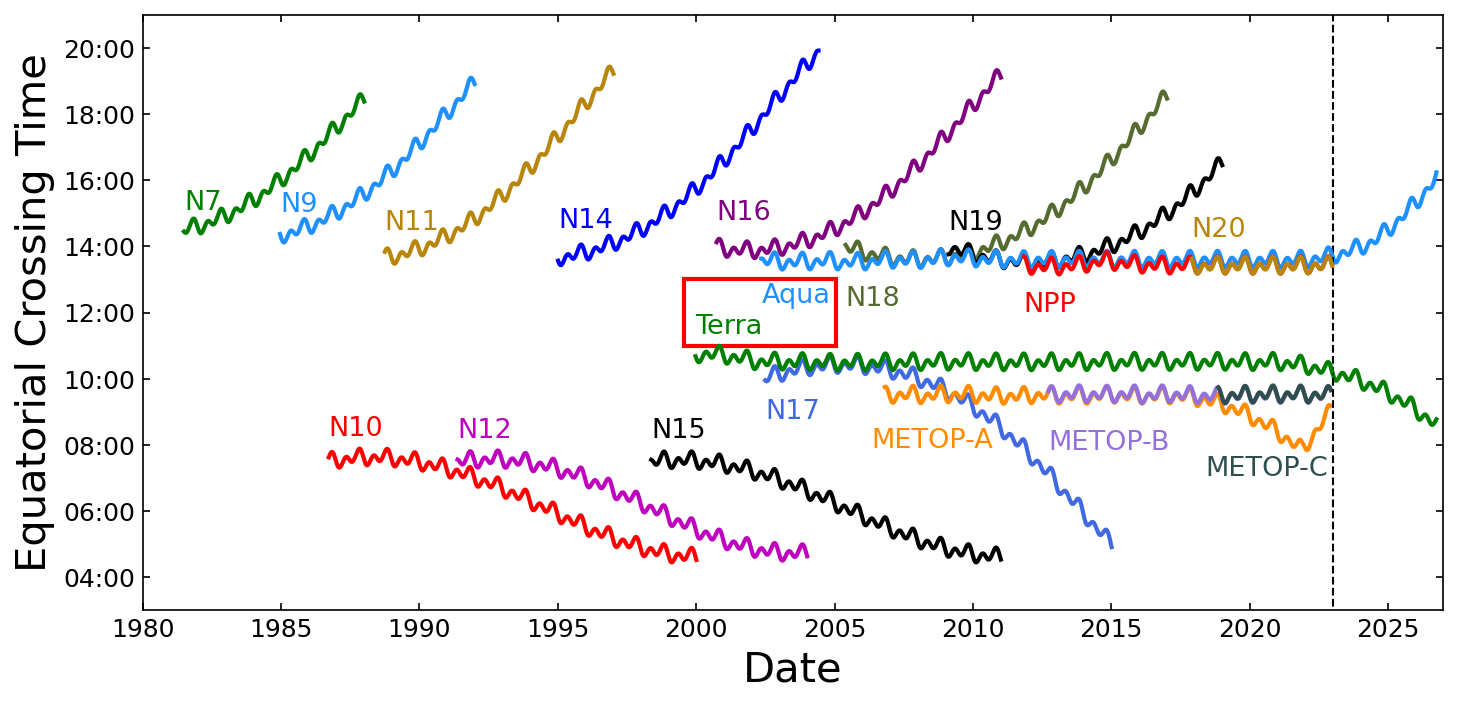 Equatorial Crossing Time
20:00
18:00
16:00
14:00
12:00
10:00
08:00
06:00
04:00
N7
N9
N11
N14
N16
N19
N20
Aqua
N18
NPP
Terra
N17
METOP-A
METOP-B
METOP-C
N10
N12
N15
1980
1985
1990
1995
2000
2005
2010
2015
2020
2025
Date